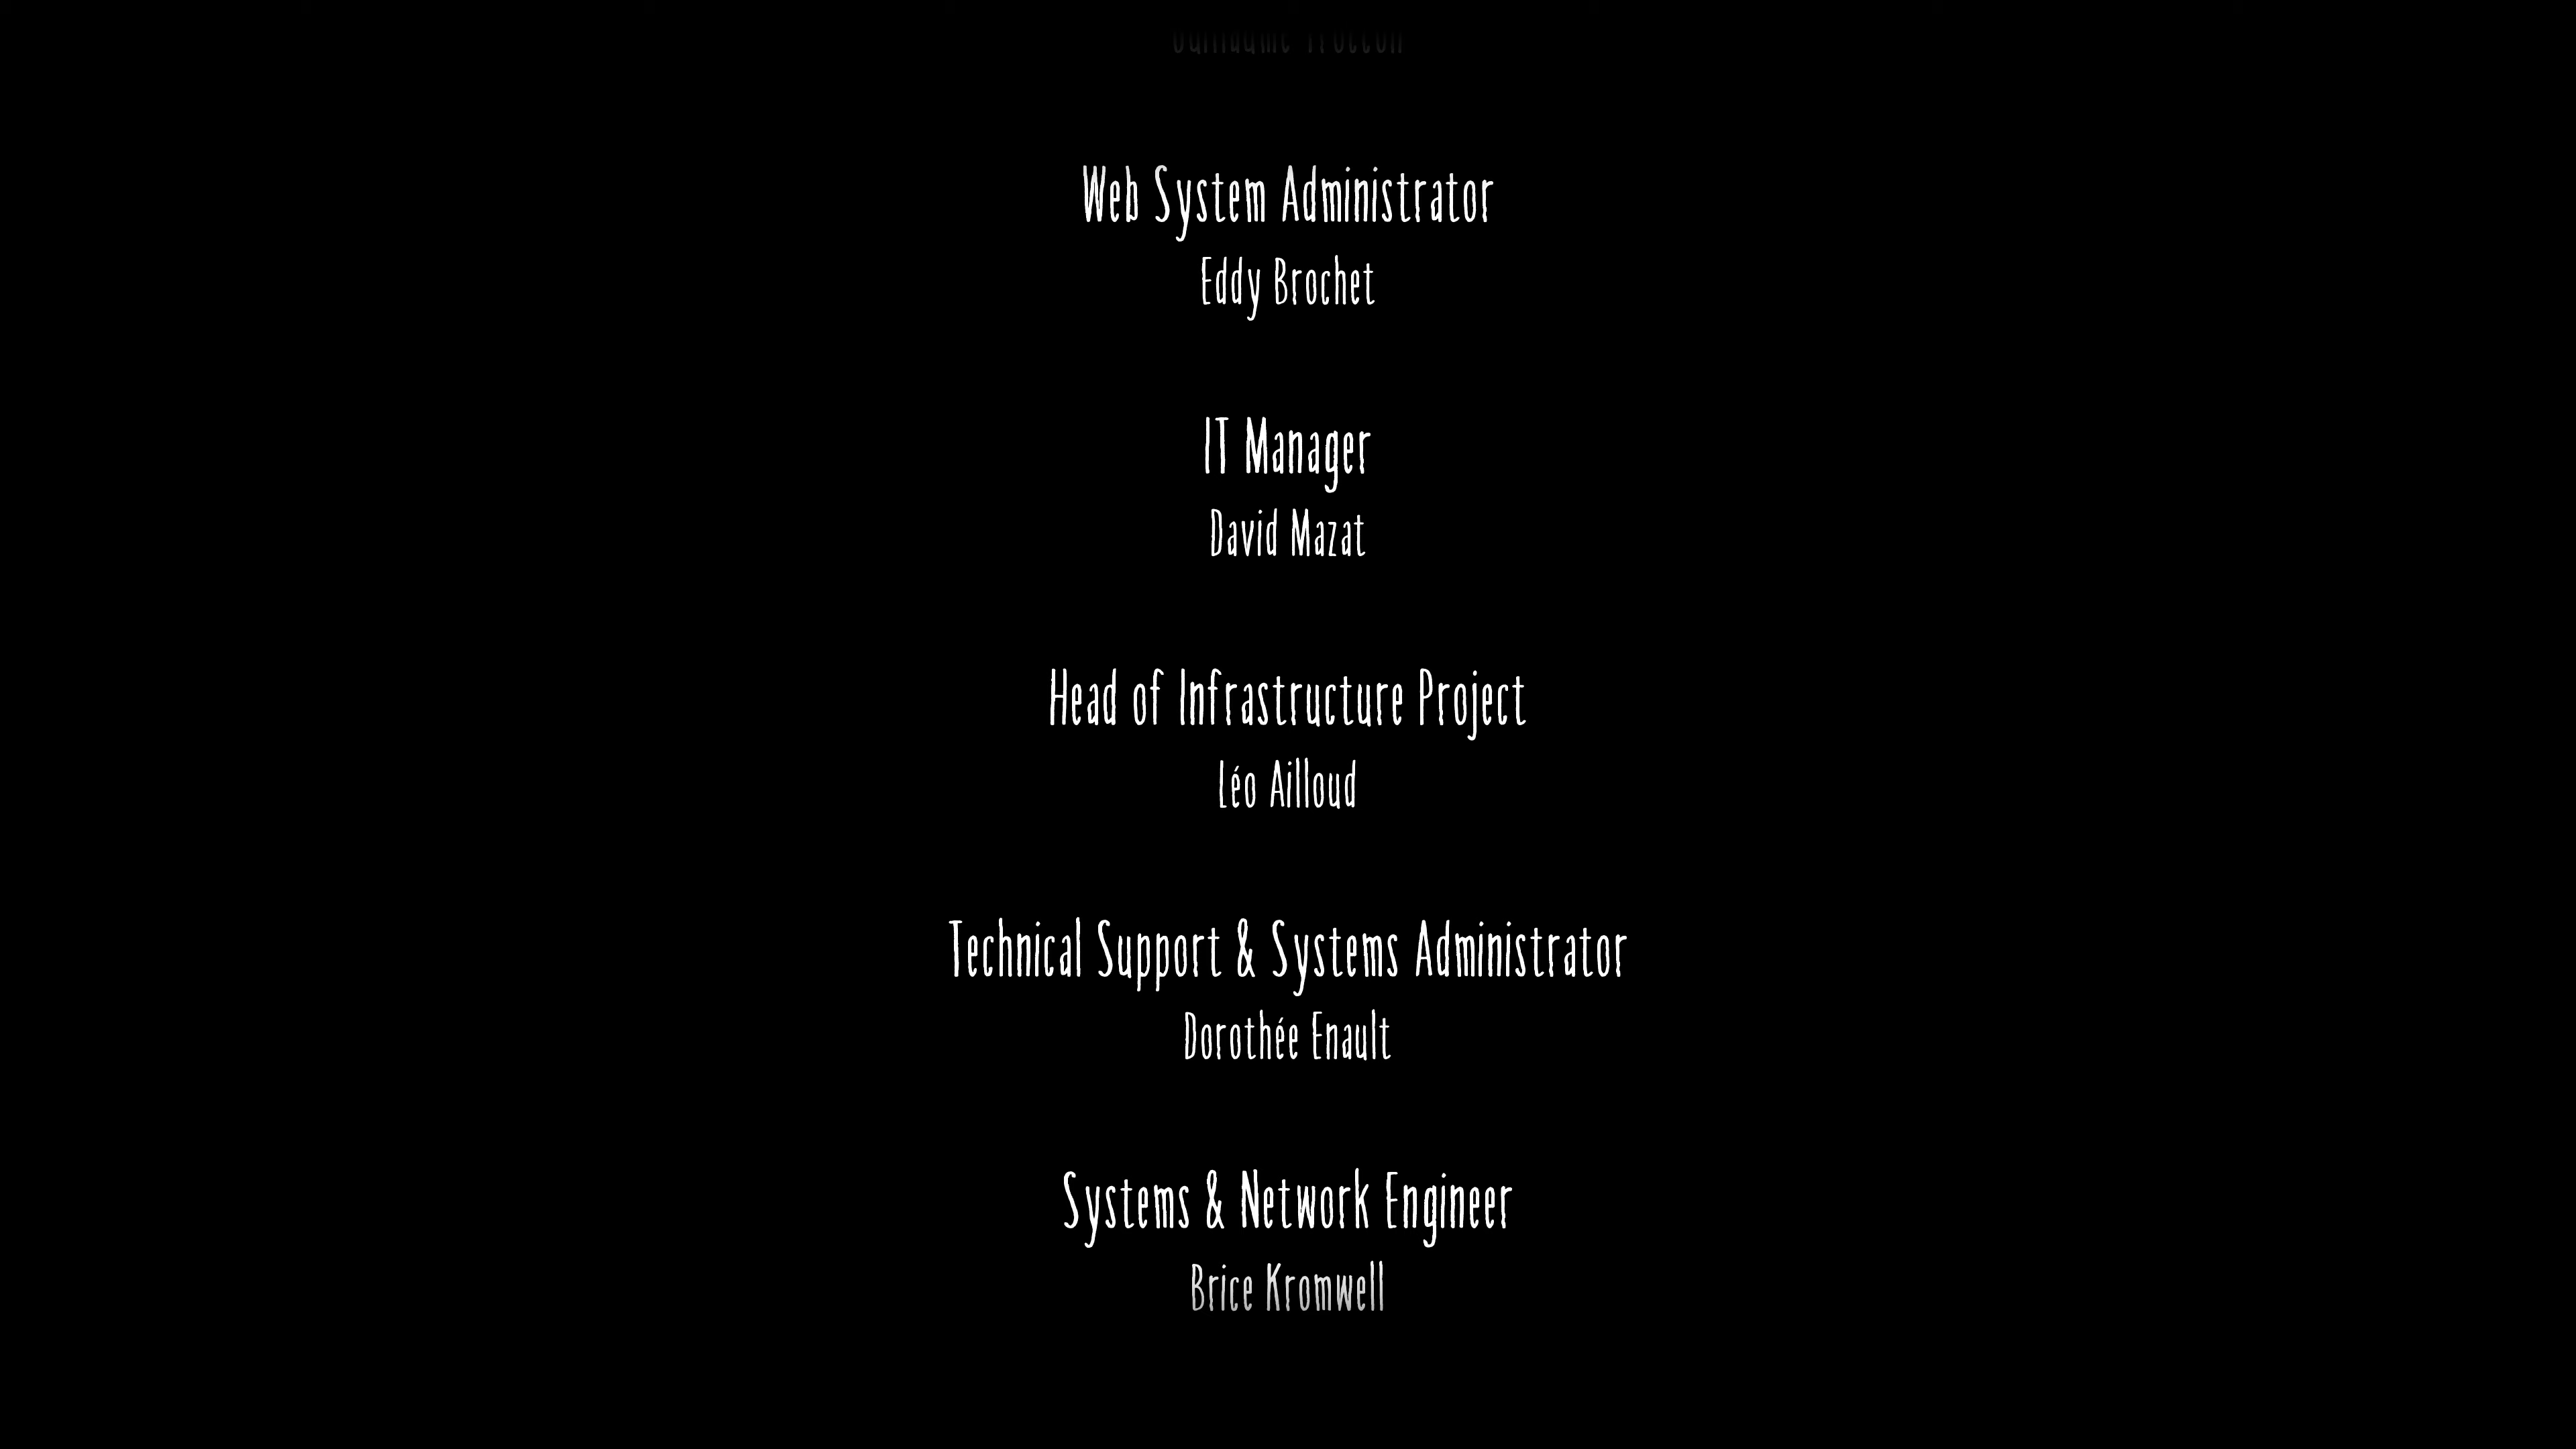 Web System Administrator
Eddy Brochet
IT Manager
David Mazat
Head of Infrastructure Project
Léo Ailloud
Technical Support & Systems Administrator
Dorothée Enault
Systems & Network Engineer
Brice Kromwell